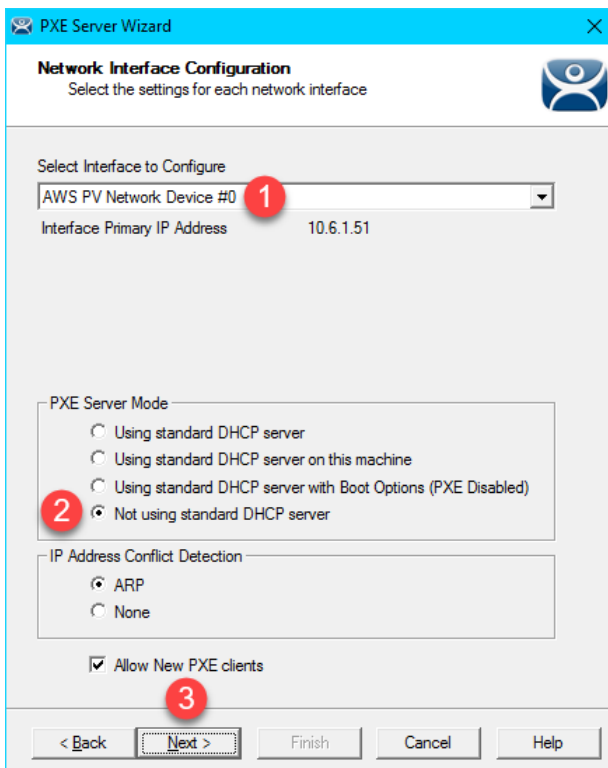 PXE Server Wizard
Network Interface Configuration
Select the settings for each network interface
Select Interface to Configure
AWS PV Network Device #0
1
Interface Primary IP Address 10.6.1.51
PXE Server Mode
Using standard DHCP server
Using standard DHCP server on this machine
Using standard DHCP server with Boot Options (PXE Disabled)
2
Not using standard DHCP server
IP Address Conflict Detection
ARP
None
Allow New PXE clients
3
< Back Next > Finish Cancel Help